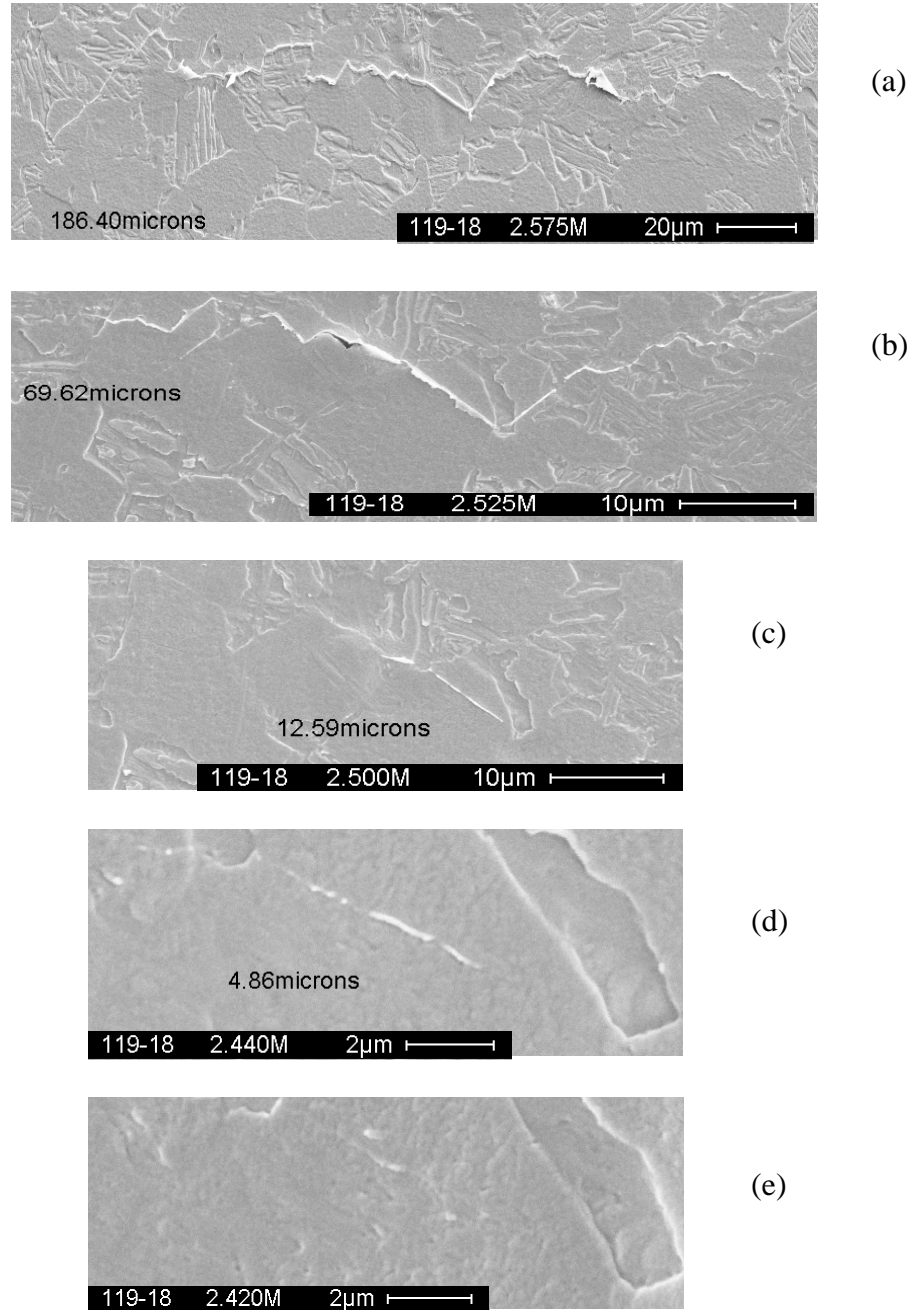 (a)
186.40microns
119-18 2.575M 20µm
(b)
69.62microns
119-18 2.525M 10µm
(c)
12.59microns
119-18 2.500M 10µm
(d)
4.86microns
119-18 2.440M 2µm
(e)
119-18 2.420M 2µm